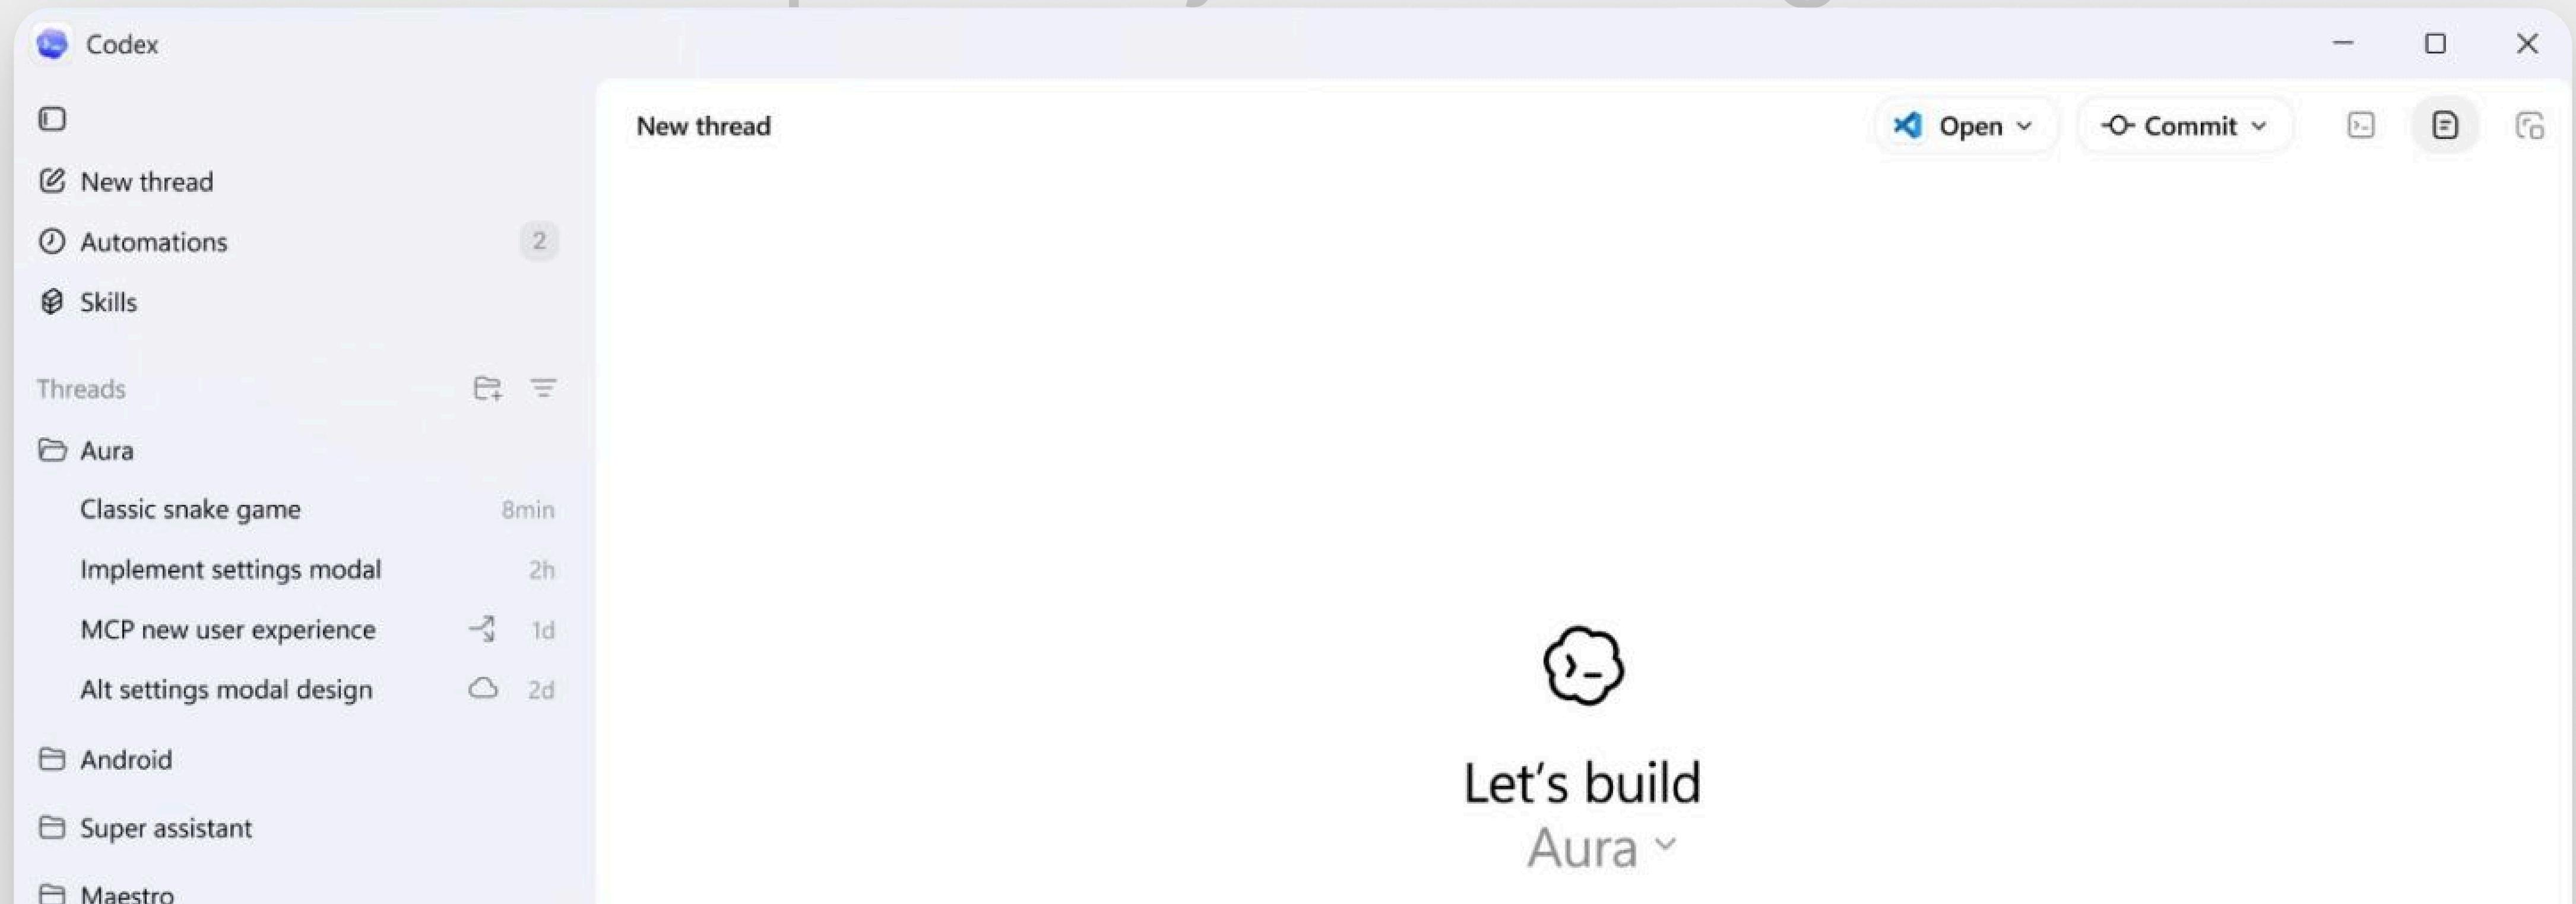 Codex
New thread
Automations 2
Skills
Threads
Aura
Classic snake game 8min
Implement settings modal 2h
MCP new user experience 1d
Alt settings modal design 2d
Android
Super assistant
Maestro
New thread Open Commit
Let's build
Aura